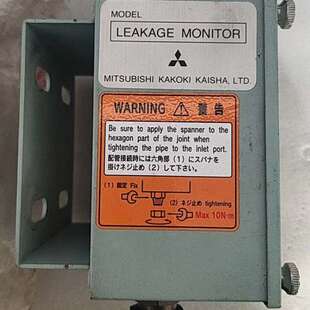 MODEL
LEAKAGE MONITOR
MITSUBISHI KAKOKI KAISHA, LTD.
WARNING 警告
Be sure to apply the spanner to the
hexagon part of the joint when
tightening the pipe to the inlet port.
配管接続時には六角部(1)にスパナを
掛けネジ止め(2)して下さい。
(1) 固定 Fix
(2) ネジ止め tightening
Max 10N·m